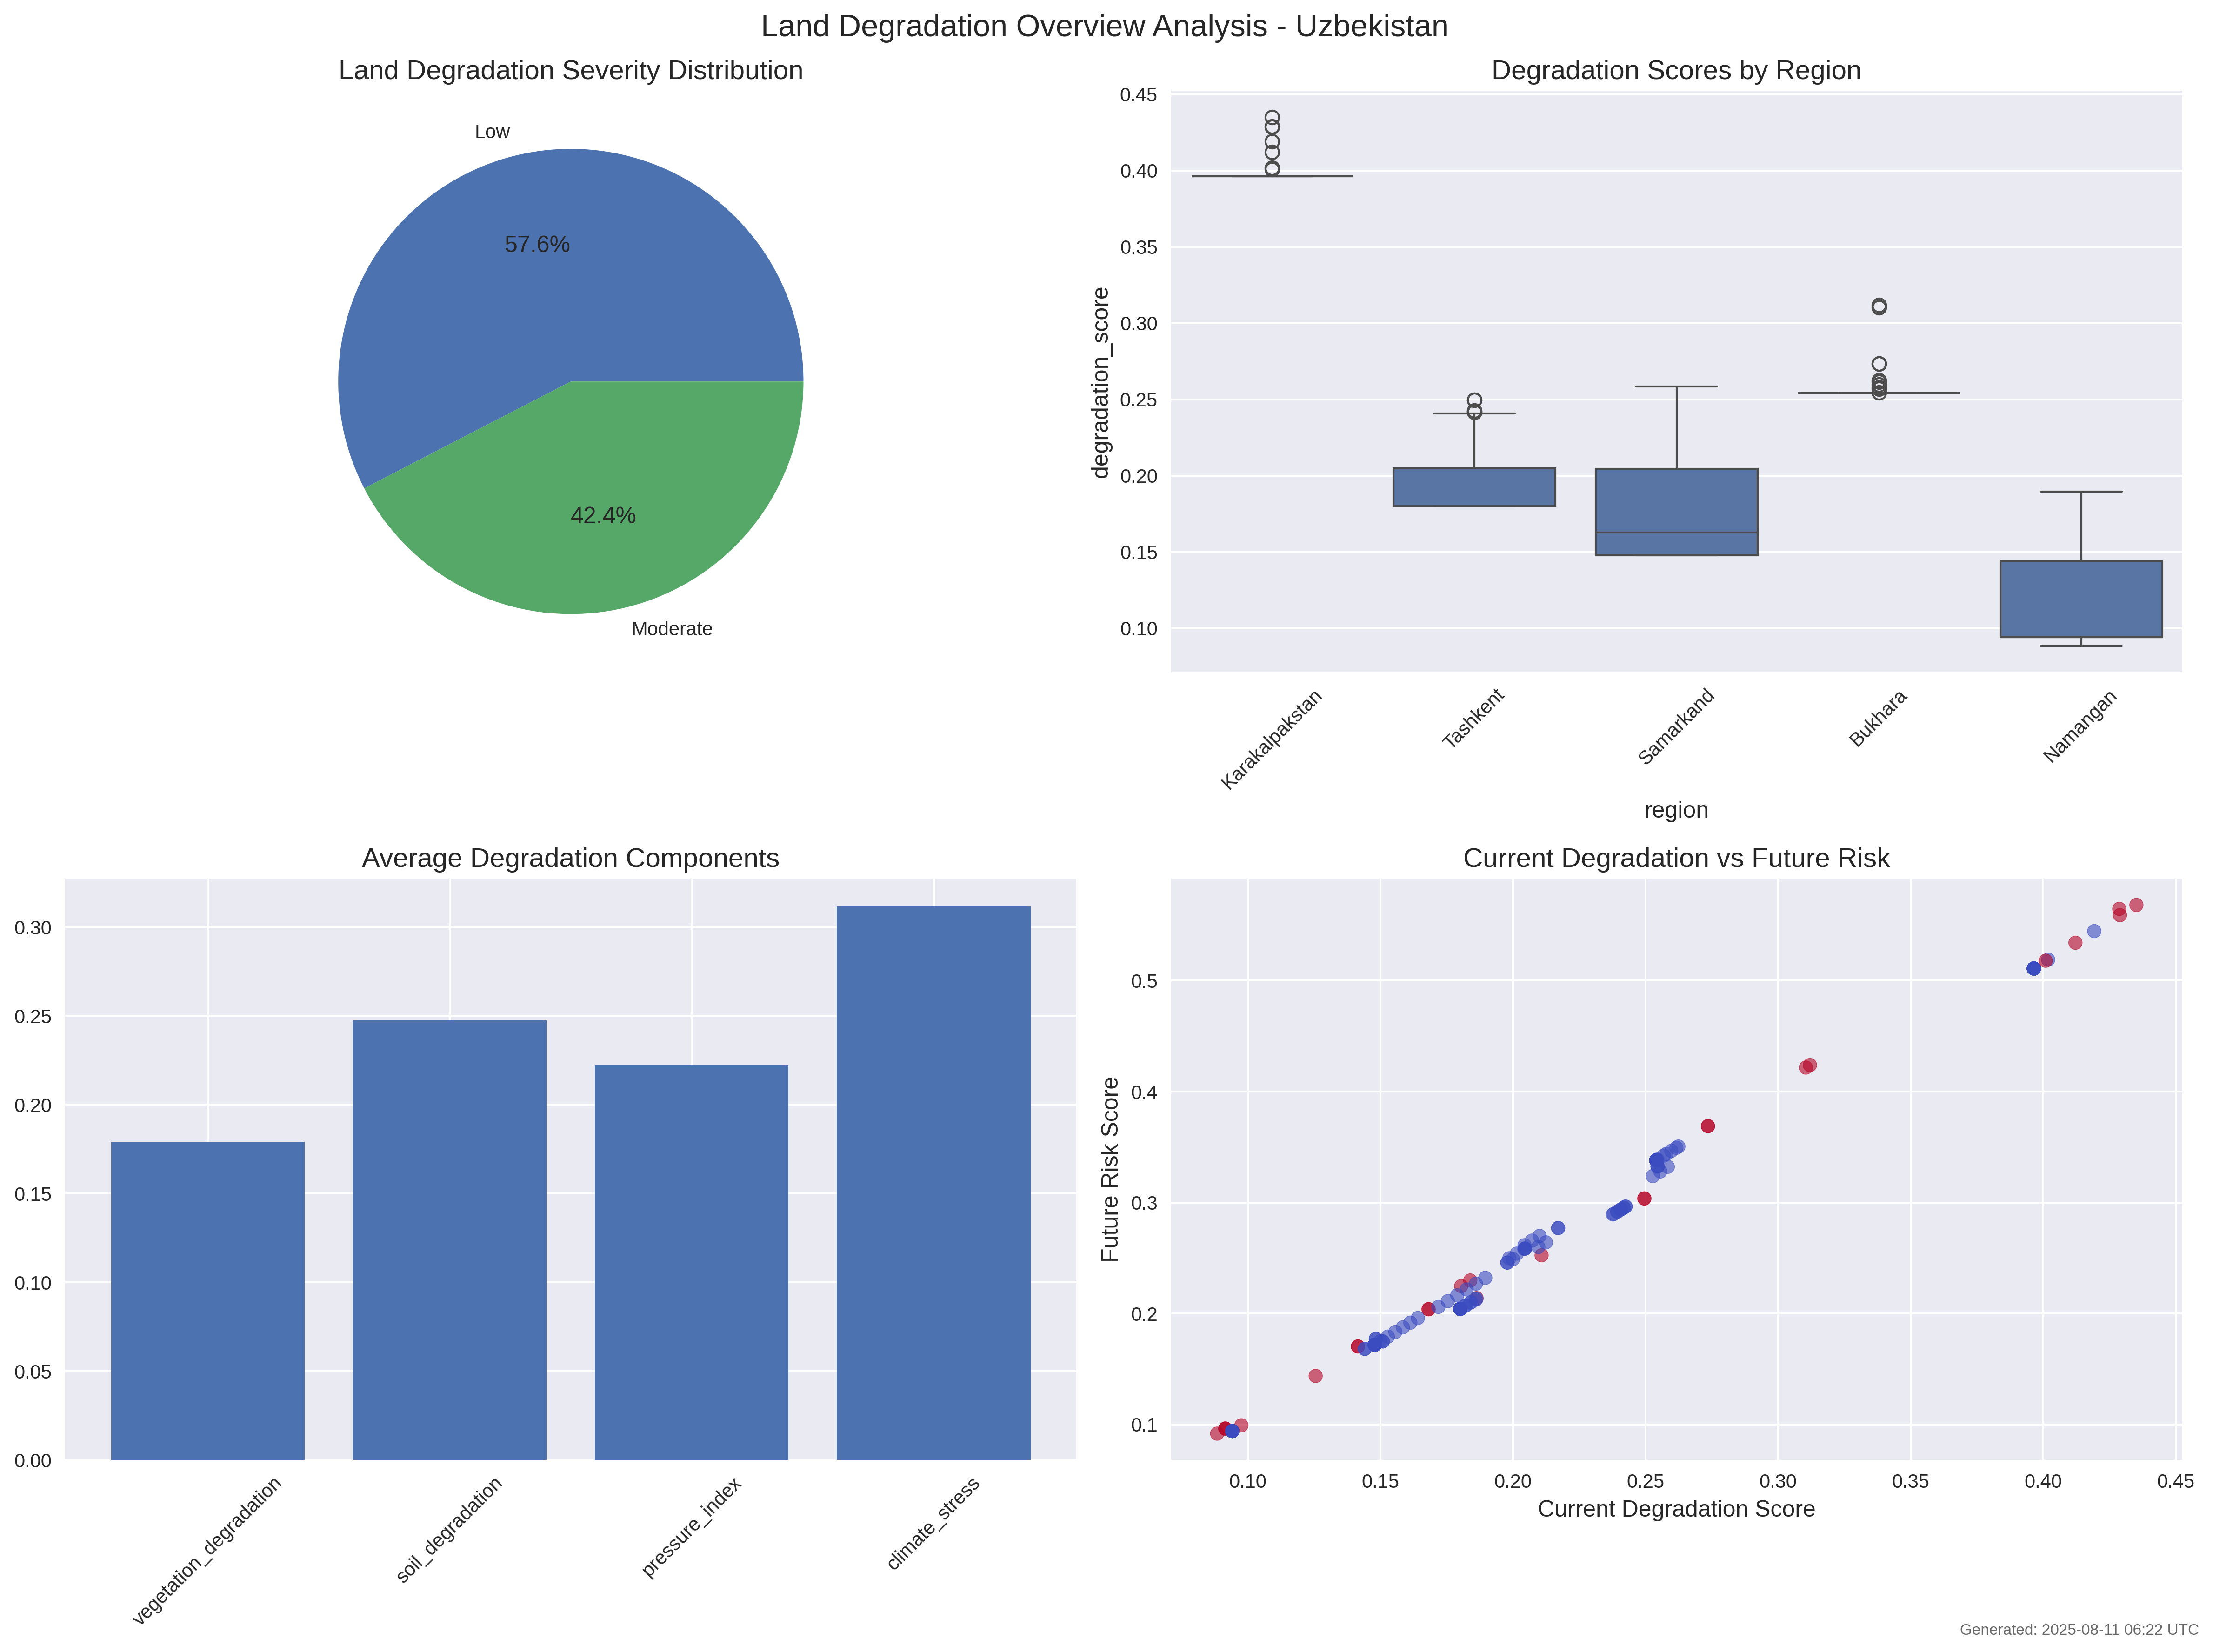 Land Degradation Overview Analysis - Uzbekistan
Land Degradation Severity Distribution
Low
57.6%
42.4%
Moderate
Degradation Scores by Region
degradation_score
0.45
0.40
0.35
0.30
0.25
0.20
0.15
0.10
Karakalpakstan
Tashkent
Samarkand
Bukhara
Namangan
region
Average Degradation Components
0.30
0.25
0.20
0.15
0.10
0.05
0.00
vegetation_degradation
soil_degradation
pressure_index
climate_stress
Current Degradation vs Future Risk
Future Risk Score
0.5
0.4
0.3
0.2
0.1
0.10
0.15
0.20
0.25
0.30
0.35
0.40
0.45
Current Degradation Score
Generated: 2025-08-11 06:22 UTC